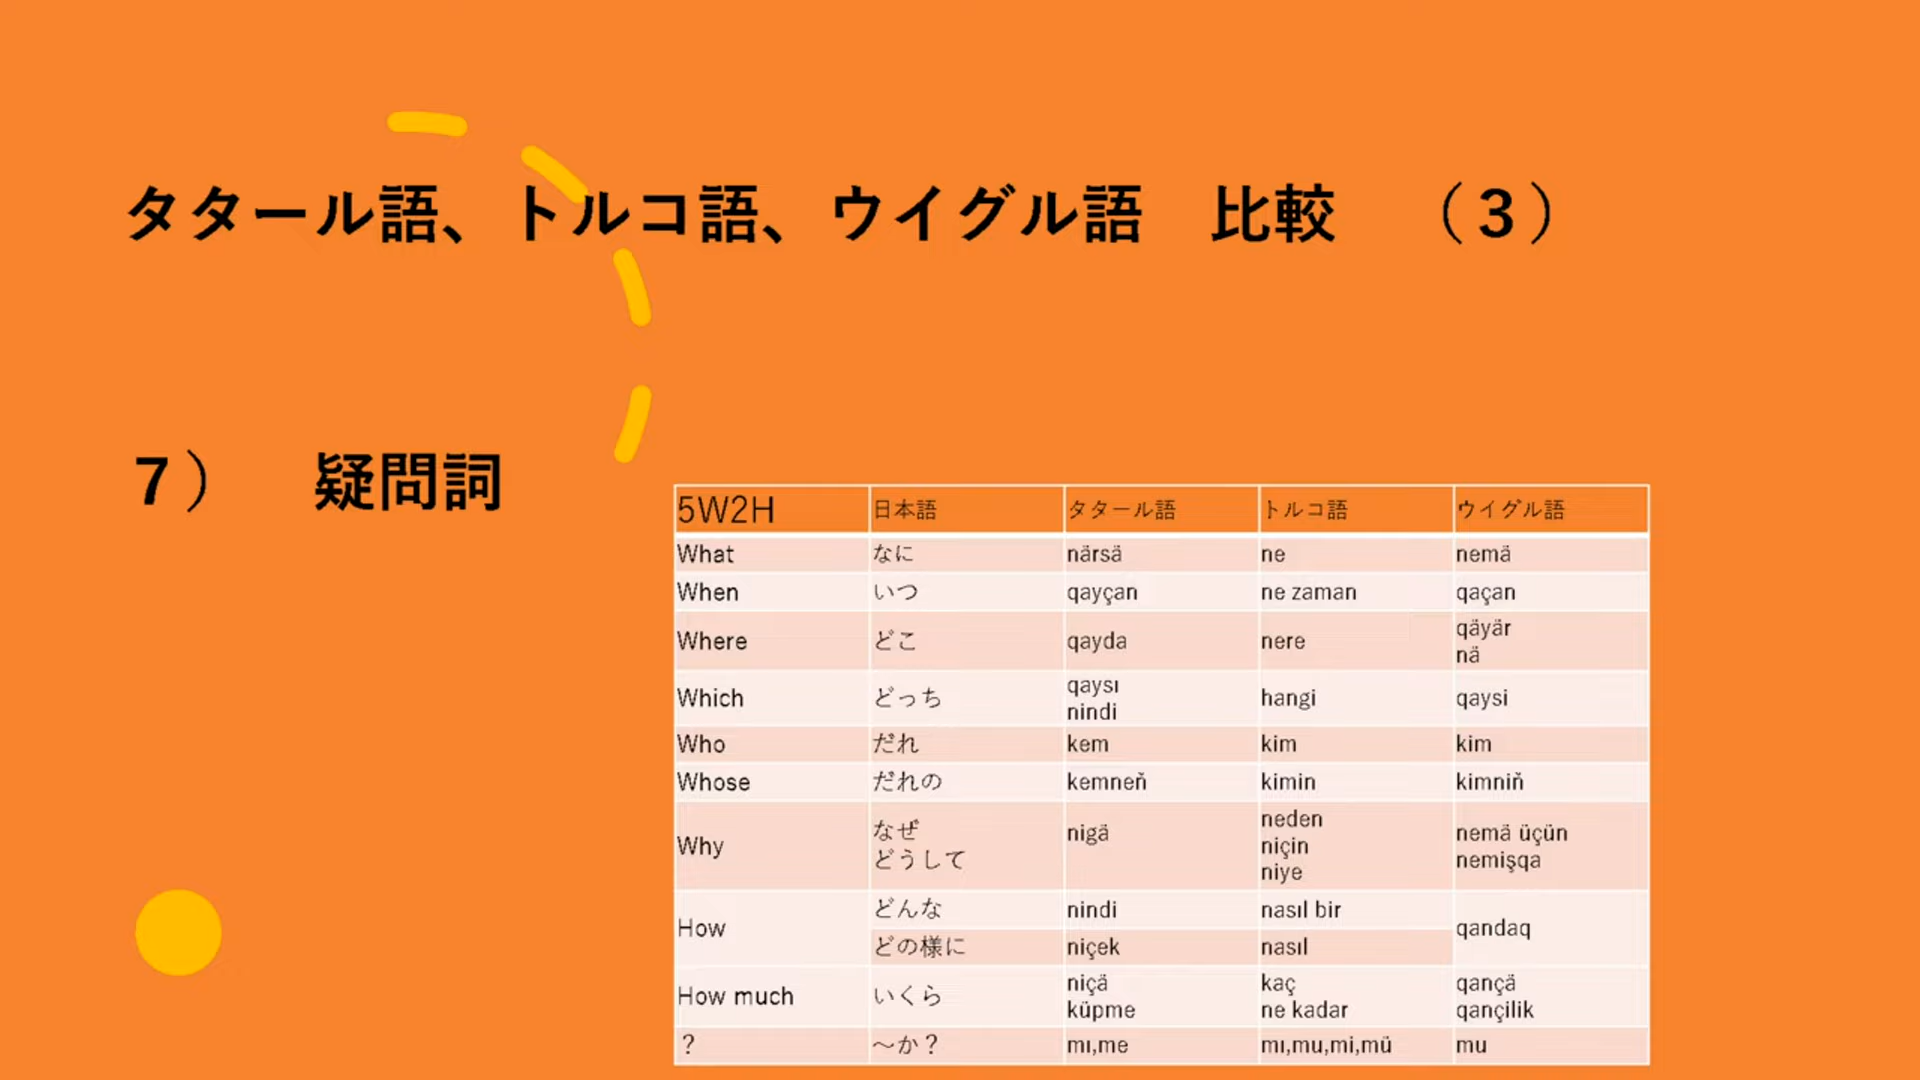 タタール語、トルコ語、ウイグル語　比較　（３）
７）　疑問詞
5W2H 日本語 タタール語 トルコ語 ウイグル語
What なに närsä ne nemä
When いつ qayçan ne zaman qaçan
Where どこ qayda nere qäyär
nä
Which どっち qaysı hangi qaysi
nindi
Who だれ kem kim kim
Whose だれの kemneň kimin kimniň
Why なぜ nigä neden nemä üçün
どうして niçin nemişqa
niye
How どんな nindi nasıl bir qandaq
どの様に niçek nasıl
How much いくら niçä kaç qançä
küpme ne kadar qançilik
？ ～か？ mı,me mı,mu,mi,mü mu